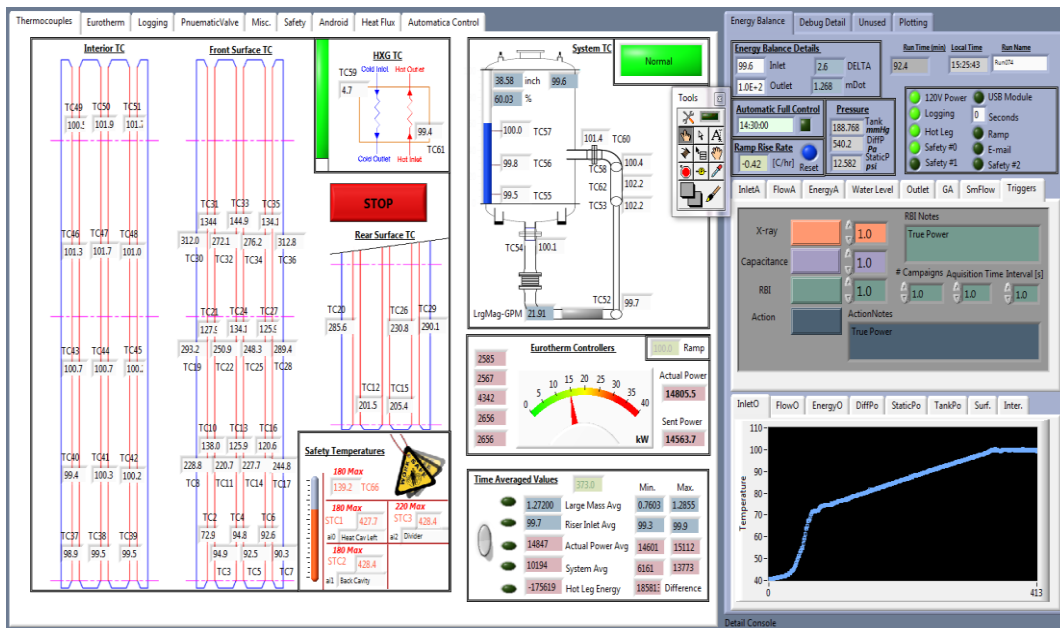 Thermocouples Eurotherm Logging PnuematicValve Misc. Safety Android Heat Flux Automatica Control
Interior TC
TC49 TC50 TC51
101.9
TC46 TC47 TC48
101.3 101.7 101.0
TC43 TC44 TC45
100.7 100.7
TC40 TC41 TC42
99.4 100.3 100.2
TC37 TC38 TC39
98.9 99.5 99.5
Front Surface TC
TC31 TC33 TC35
1344 144.9 134.1
312.0 272.1 276.2 312.8
TC30 TC32 TC34 TC36
TC21 TC24 TC27
127.9 134.1 125.9
293.2 250.9 248.3 289.4
TC19 TC22 TC25 TC28
TC10 TC13 TC16
138.0 125.9 120.6
228.8 220.7 227.7 244.8
TC8 TC11 TC14 TC17
TC2 TC4 TC6
72.9 94.8 92.6
94.9 92.5 90.3
TC3 TC5 TC7
HXG TC
TC59
4.7
Cold Inlet Hot Outlet
99.4
TC61
Cold Outlet Hot Inlet
STOP
Rear Surface TC
TC20 TC26 TC29
285.6 230.8 290.1
TC12 TC15
201.5 205.4
Safety Temperatures
180 Max
139.2 TC66
180 Max
STC1 427.7
ai0 Heat Cav Left
220 Max
STC3 428.4
ai2 Divider
180 Max
STC2 428.4
ai1 Back Cavity
System TC
Normal
38.58 inch 99.6
60.03 %
100.0 TC57
99.8 TC56
99.5 TC55
101.4 TC60
TC58 100.4
TC62 102.2
TC53 102.2
TC54 100.1
TC52 99.7
LrgMag-GPM 21.91
Tools
Eurotherm Controllers
100.0 Ramp
2585
2567
4342
2656
2656
0 5 10 15 20 25 30 35 40
kW
Actual Power
14805.5
Sent Power
14563.7
Time Averaged Values 373.0 Min. Max.
1.27200 Large Mass Avg 0.7603 1.2855
99.7 Riser Inlet Avg 99.3 99.9
14847 Actual Power Avg 14601 15112
10194 System Avg 6161 13773
-175619 Hot Leg Energy Difference
Energy Balance Debug Detail Unused Plotting
Energy Balance Details
99.6 Inlet 2.6 DELTA
1.0E+2 Outlet 1.268 mDot
Run Time (min) Local Time Run Name
92.4 15:25:43 Run074
Automatic Full Control
14:30:00
Ramp Rise Rate
-0.42 [C/hr] Reset
Pressure
188.768 Tank mmHg
540.2 DiffP Pa
12.582 StaticP psi
120V Power USB Module
Logging 0 Seconds
Hot Leg Ramp
Safety #0 E-mail
Safety #1 Safety #2
InletA FlowA EnergyA Water Level Outlet GA SmFlow Triggers
X-ray 1.0
Capacitance 1.0
RBI 1.0
Action
RBI Notes
True Power
# Campaigns Aquisition Time Interval [s]
1.0 1.0 1.0
ActionNotes
True Power
InletO FlowO EnergyO DiffPo StaticPo TankPo Surf. Inter.
Temperature
110
100
90
80
70
60
50
40
0 413
Detail Console